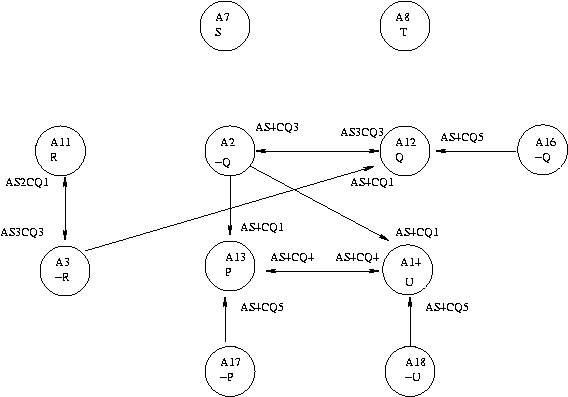 A7
S
A8
T
A11
R
A2
¬Q
AS4CQ3
AS3CQ3
A12
Q
AS4CQ5
A16
¬Q
AS2CQ1
AS4CQ1
AS3CQ3
AS4CQ1
AS4CQ1
A3
¬R
A13
P
AS4CQ4
AS4CQ4
A14
U
AS4CQ5
AS4CQ5
A17
¬P
A18
¬U